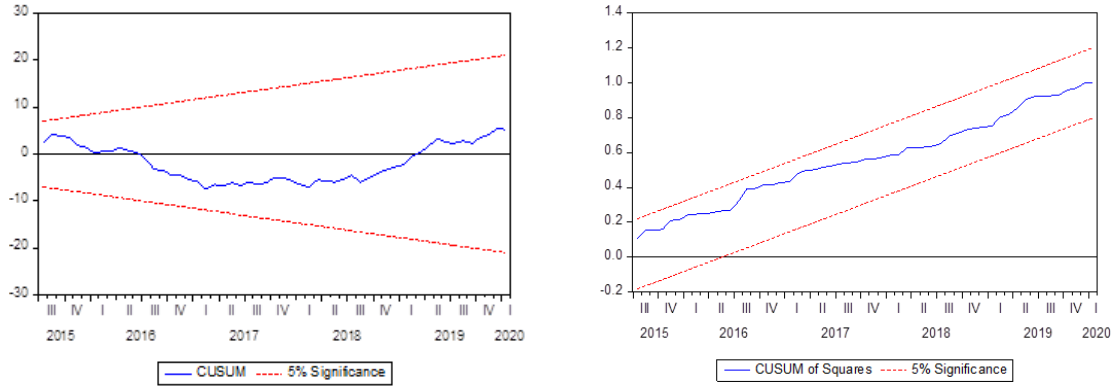 30
20
10
0
-10
-20
-30
III IV I II III IV I II III IV I II III IV I II III IV I
2015 2016 2017 2018 2019 2020
CUSUM 5% Significance
1.4
1.2
1.0
0.8
0.6
0.4
0.2
0.0
-0.2
III IV I II III IV I II III IV I II III IV I II III IV I
2015 2016 2017 2018 2019 2020
CUSUM of Squares 5% Significance